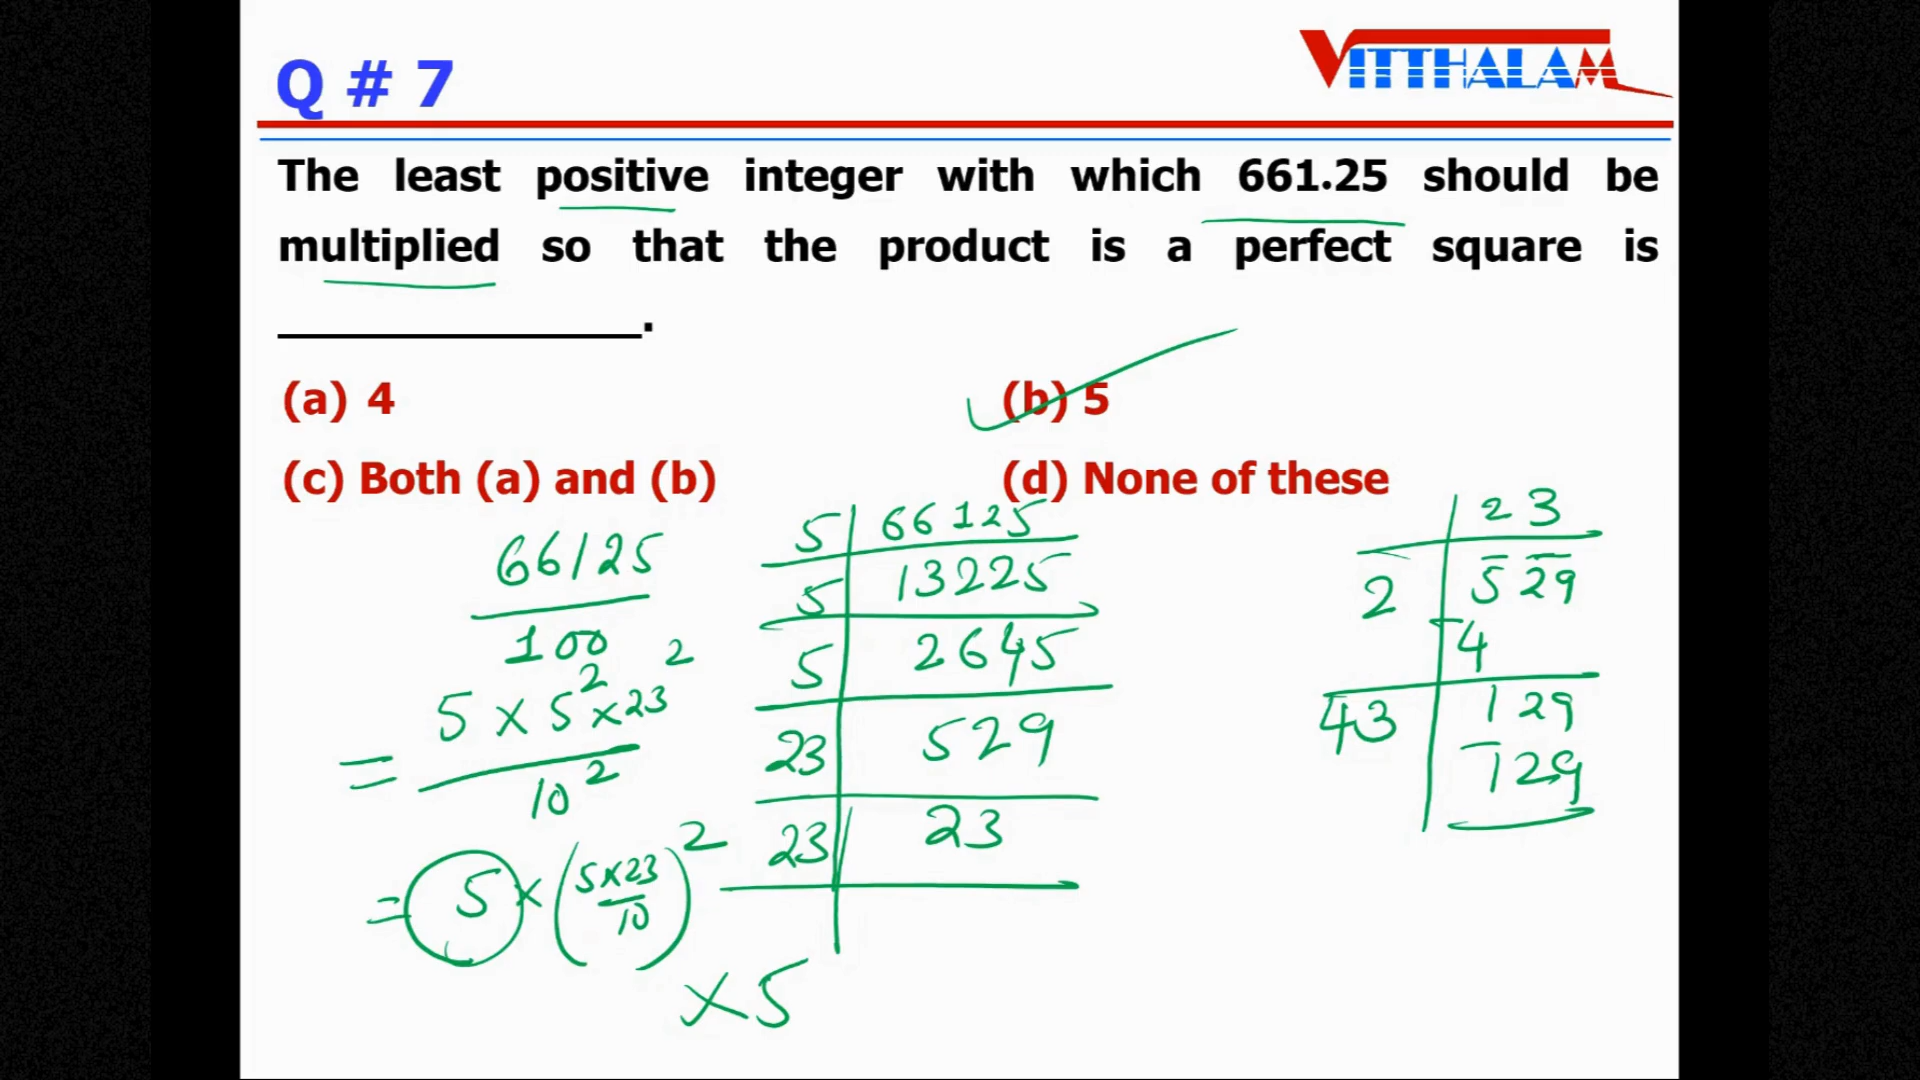 Q # 7
VITTHALAM
The least positive integer with which 661.25 should be
multiplied so that the product is a perfect square is
______________.
(a) 4
(b) 5
(c) Both (a) and (b)
(d) None of these
66125
100
= 5 × 5² × 23²
10²
= 5 × (5×23
10)²
× 5
5 | 66125
5 | 13225
5 | 2645
23 | 529
23 | 23
23
2 | 529
4
43 | 129
129